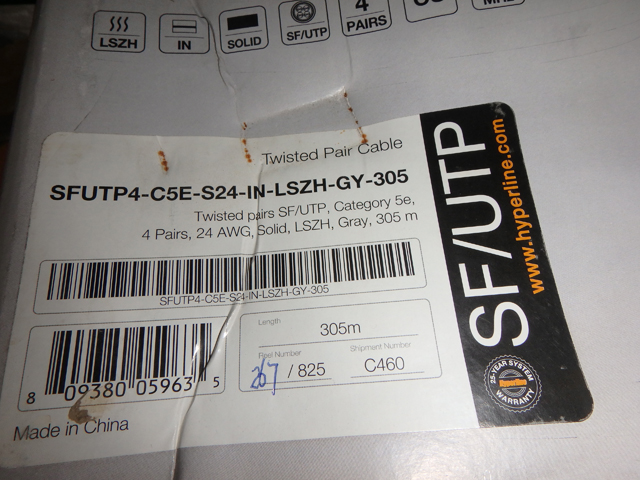 LSZH
IN
SOLID
SF/UTP
4
PAIRS
Twisted Pair Cable
SFUTP4-C5E-S24-IN-LSZH-GY-305
Twisted pairs SF/UTP, Category 5e,
4 Pairs, 24 AWG, Solid, LSZH, Gray, 305 m
SFUTP4-C5E-S24-IN-LSZH-GY-305
Length
305m
Reel Number
267 / 825
Shipment Number
C460
8 09380 05963 5
Made in China
SF/UTP
www.hyperline.com
25-YEAR SYSTEM
Hyperline
WARRANTY